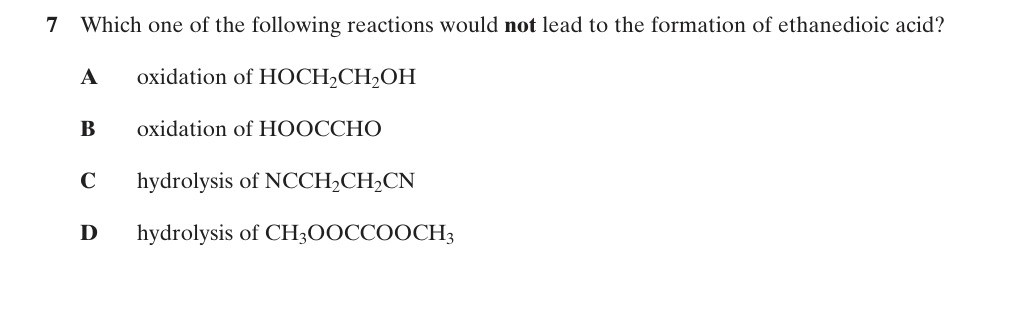 7 Which one of the following reactions would not lead to the formation of ethanedioic acid?
A oxidation of HOCH₂CH₂OH
B oxidation of HOOCCHO
C hydrolysis of NCCH₂CH₂CN
D hydrolysis of CH₃OOCCOOCH₃